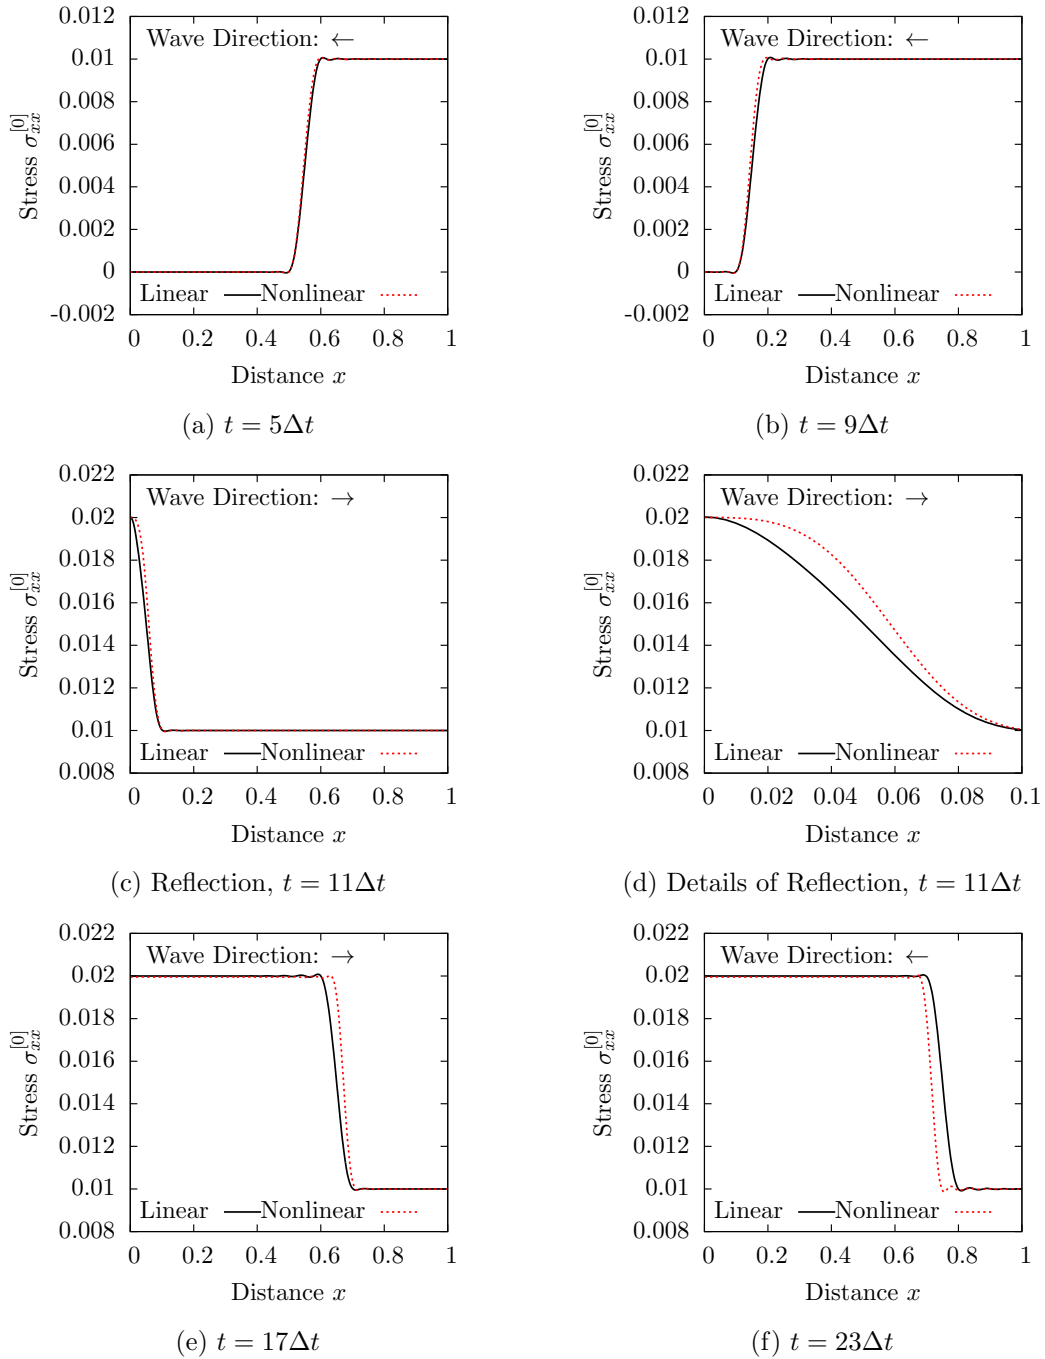 0.012
0.01
0.008
0.006
0.004
0.002
0
-0.002
Stress σ_{xx}^{[0]}
Wave Direction: ←
Linear Nonlinear
0 0.2 0.4 0.6 0.8 1
Distance x
(a) t = 5Δt
0.012
0.01
0.008
0.006
0.004
0.002
0
-0.002
Stress σ_{xx}^{[0]}
Wave Direction: ←
Linear Nonlinear
0 0.2 0.4 0.6 0.8 1
Distance x
(b) t = 9Δt
0.022
0.02
0.018
0.016
0.014
0.012
0.01
0.008
Stress σ_{xx}^{[0]}
Wave Direction: →
Linear Nonlinear
0 0.2 0.4 0.6 0.8 1
Distance x
(c) Reflection, t = 11Δt
0.022
0.02
0.018
0.016
0.014
0.012
0.01
0.008
Stress σ_{xx}^{[0]}
Wave Direction: →
Linear Nonlinear
0 0.02 0.04 0.06 0.08 0.1
Distance x
(d) Details of Reflection, t = 11Δt
0.022
0.02
0.018
0.016
0.014
0.012
0.01
0.008
Stress σ_{xx}^{[0]}
Wave Direction: →
Linear Nonlinear
0 0.2 0.4 0.6 0.8 1
Distance x
(e) t = 17Δt
0.022
0.02
0.018
0.016
0.014
0.012
0.01
0.008
Stress σ_{xx}^{[0]}
Wave Direction: ←
Linear Nonlinear
0 0.2 0.4 0.6 0.8 1
Distance x
(f) t = 23Δt